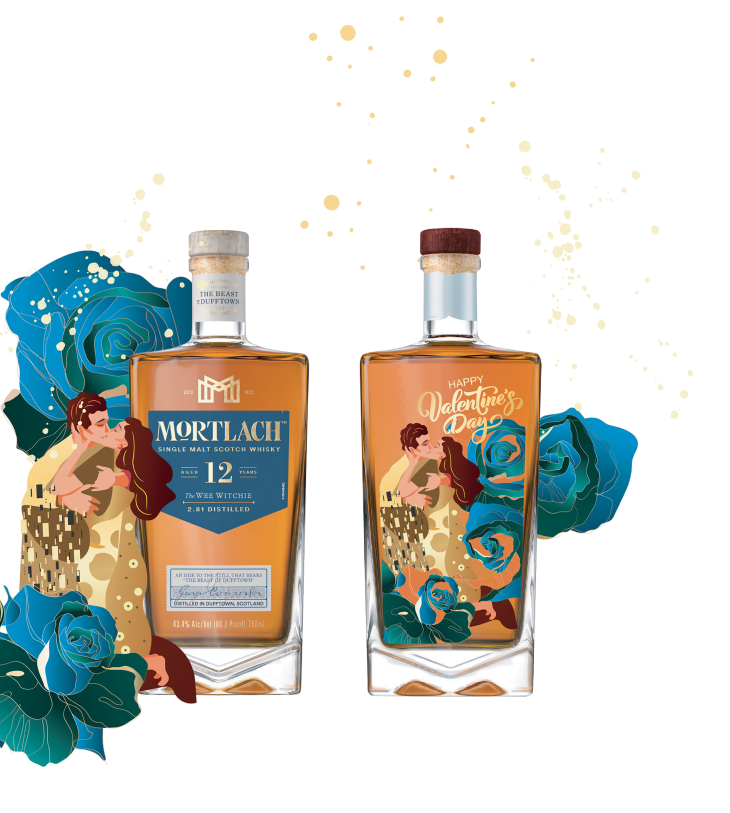 THE BEAST
OF DUFFTOWN
ESTD
MORTLACH™
SINGLE MALT SCOTCH WHISKY
AGED 12 YEARS
The WEE WITCHIE
2.81 DISTILLED
AN ODE TO THE STILL THAT BEARS
"THE BEAST OF DUFFTOWN"
DISTILLED IN DUFFTOWN, SCOTLAND
43.4% Alc/Vol (86.8 Proof) 750ml
HAPPY
Valentine's
Day